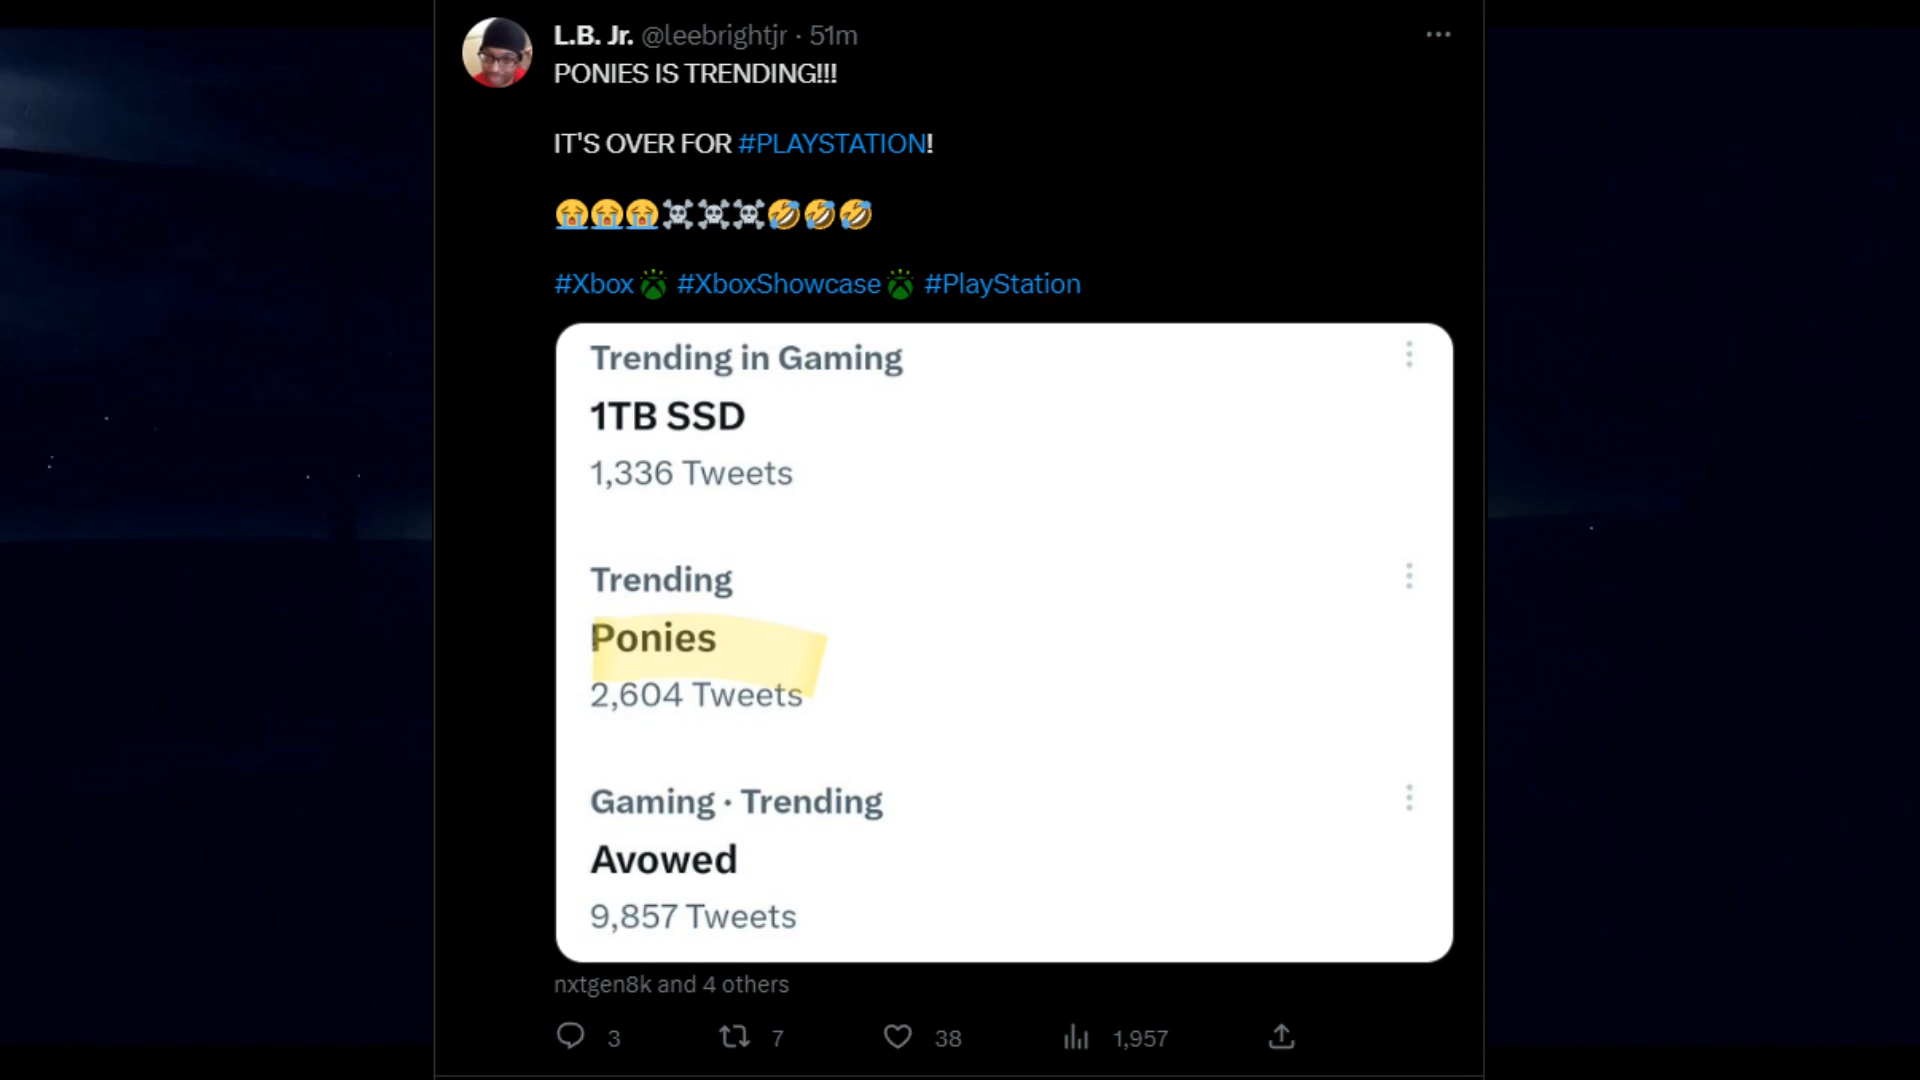 L.B. Jr. @leebrightjr · 51m
PONIES IS TRENDING!!!
IT'S OVER FOR #PLAYSTATION!
😭😭😭☠️☠️☠️🤣🤣🤣
#Xbox #XboxShowcase #PlayStation
Trending in Gaming
1TB SSD
1,336 Tweets
Trending
Ponies
2,604 Tweets
Gaming · Trending
Avowed
9,857 Tweets
nxtgen8k and 4 others
3 7 38 1,957